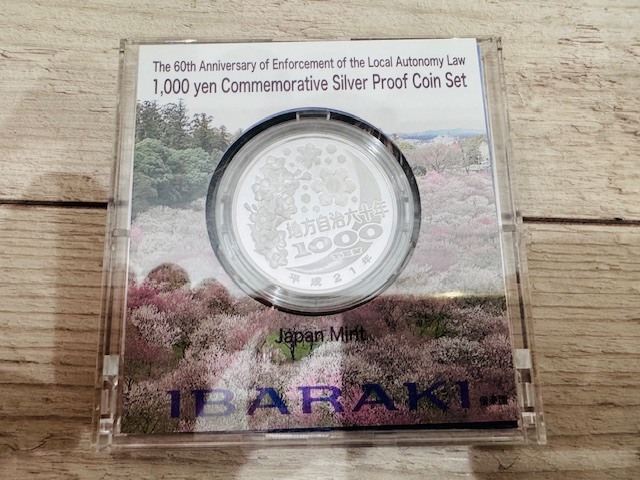 The 60th Anniversary of Enforcement of the Local Autonomy Law
1,000 yen Commemorative Silver Proof Coin Set
地方自治六十年
1000
平成21年
Japan Mint
IBARAKI